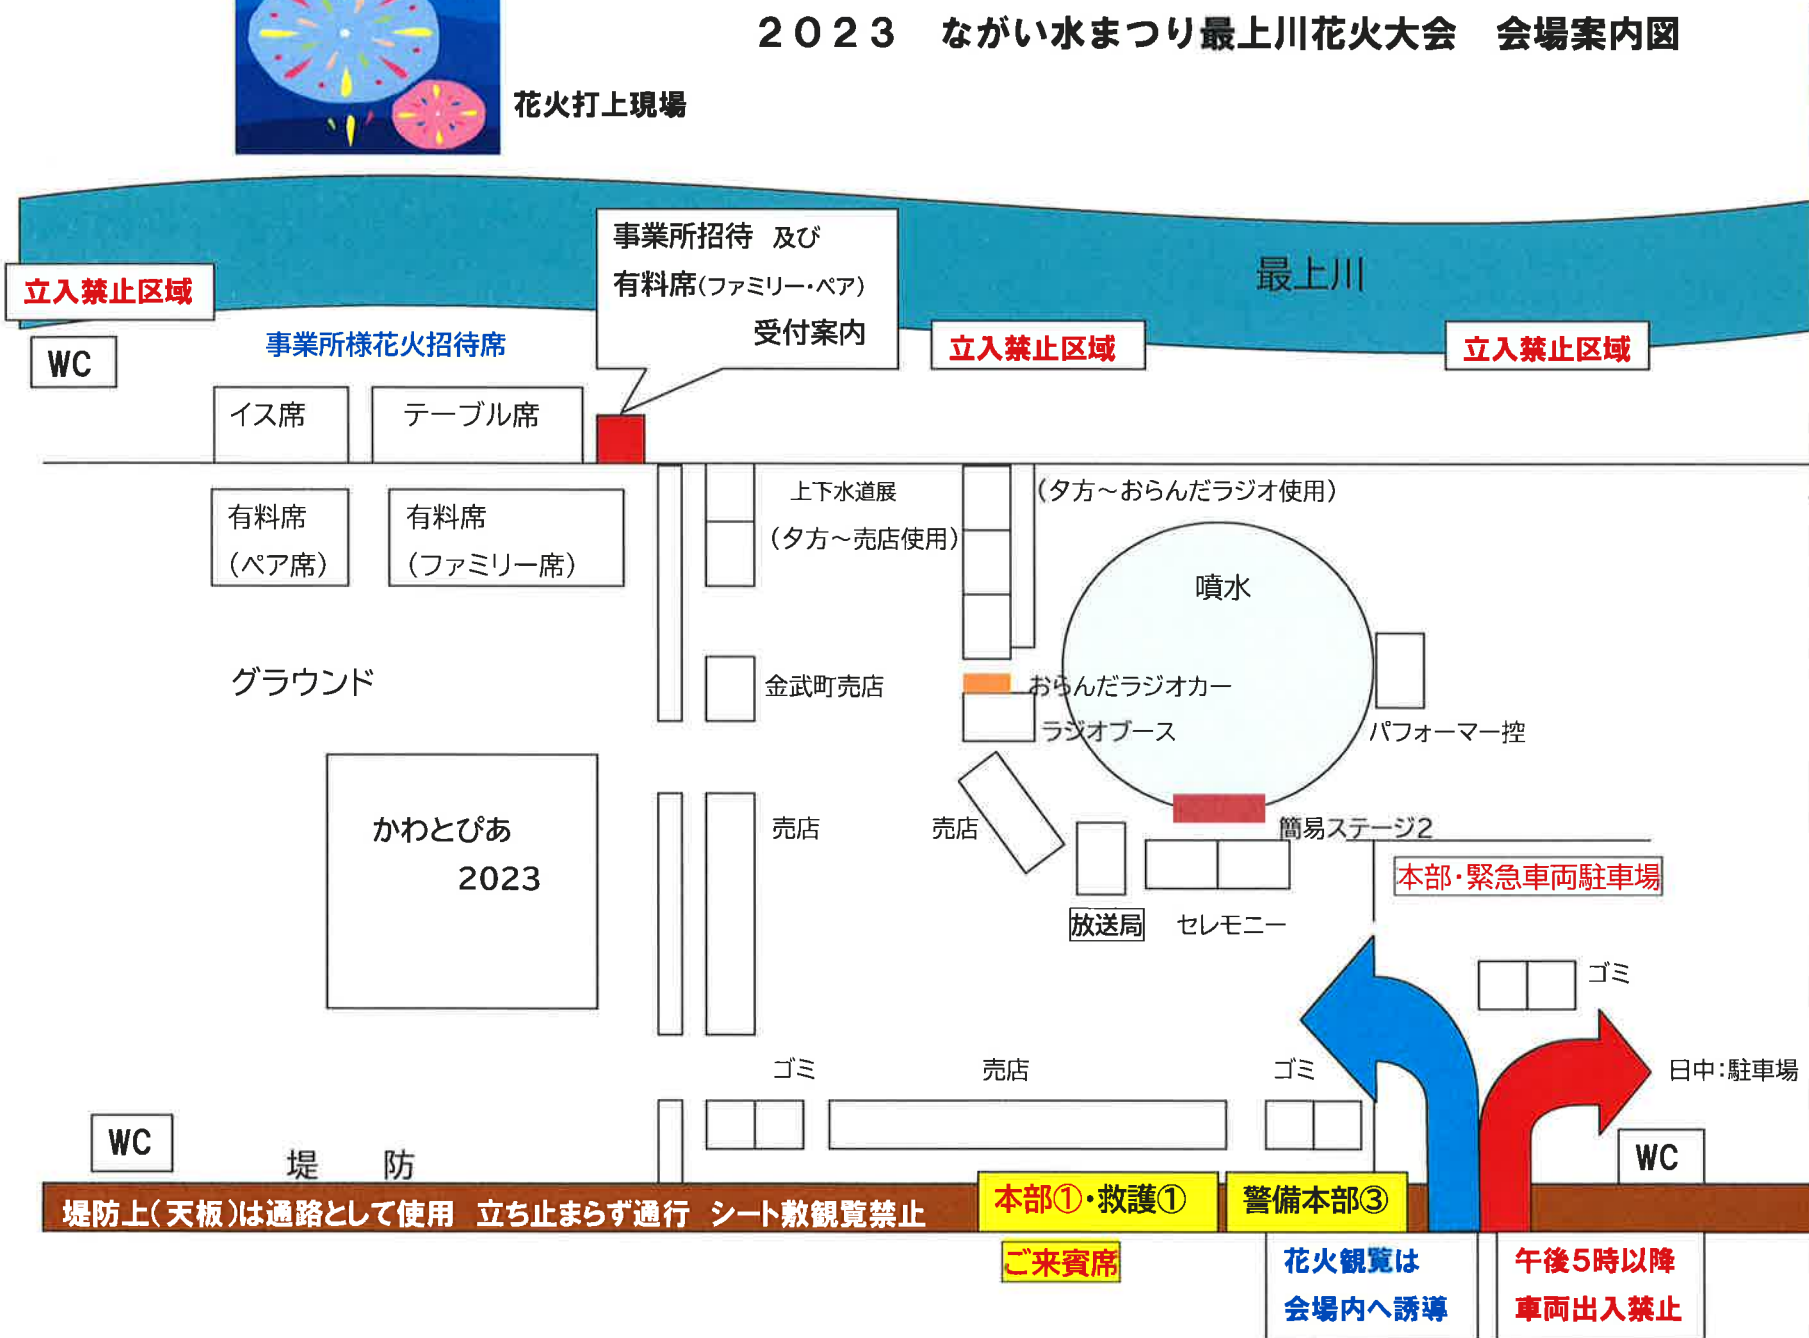 ２０２３　ながい水まつり最上川花火大会　会場案内図
花火打上現場
事業所招待 及び
有料席(ファミリー・ペア)
受付案内
最上川
立入禁止区域
立入禁止区域
立入禁止区域
WC
事業所様花火招待席
イス席
テーブル席
有料席
(ペア席)
有料席
(ファミリー席)
上下水道展
(夕方～売店使用)
(夕方～おらんだラジオ使用)
噴水
グラウンド
金武町売店
おらんだラジオカー
ラジオブース
パフォーマー控
かわとぴあ
2023
売店
売店
簡易ステージ2
本部・緊急車両駐車場
放送局
セレモニー
ゴミ
ゴミ
売店
ゴミ
日中：駐車場
WC
堤　防
WC
堤防上(天板)は通路として使用 立ち止まらず通行 シート敷観覧禁止
本部①・救護①
警備本部③
ご来賓席
花火観覧は
会場内へ誘導
午後5時以降
車両出入禁止